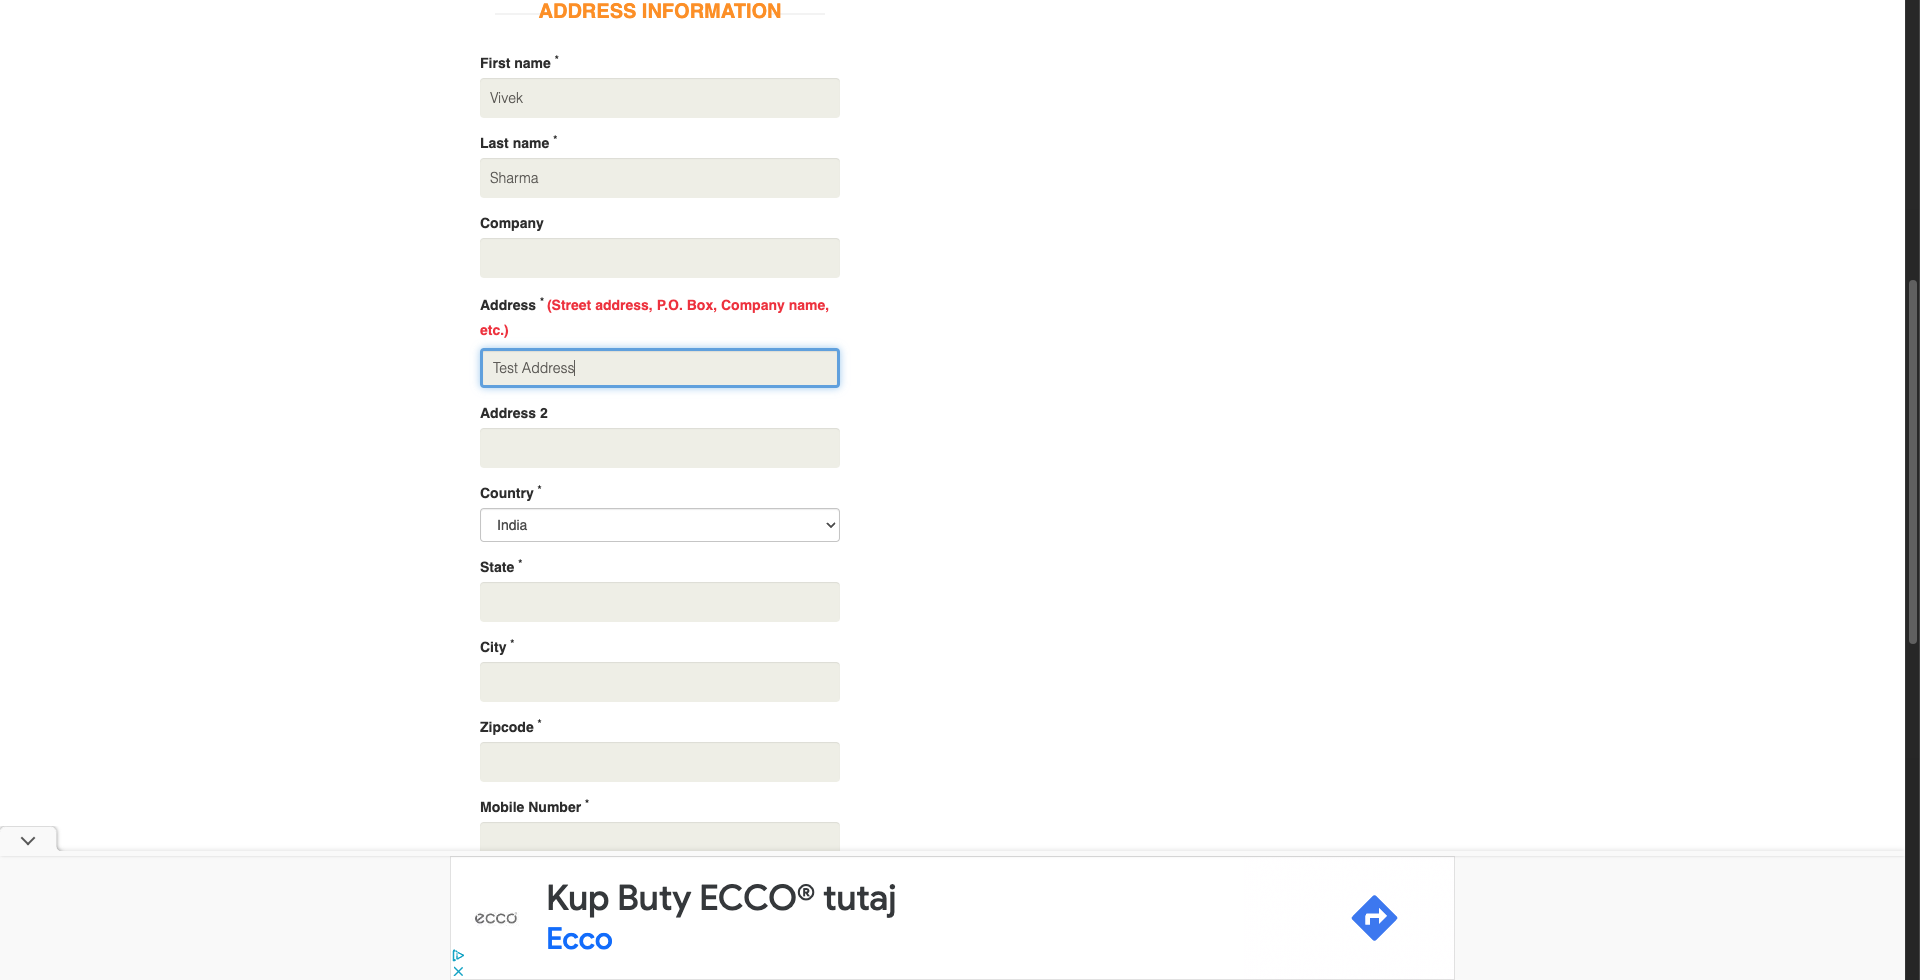 ADDRESS INFORMATION
First name *
Vivek
Last name *
Sharma
Company
Address * (Street address, P.O. Box, Company name,
etc.)
Test Address
Address 2
Country *
India
State *
City *
Zipcode *
Mobile Number *
ecco
Kup Buty ECCO® tutaj
Ecco